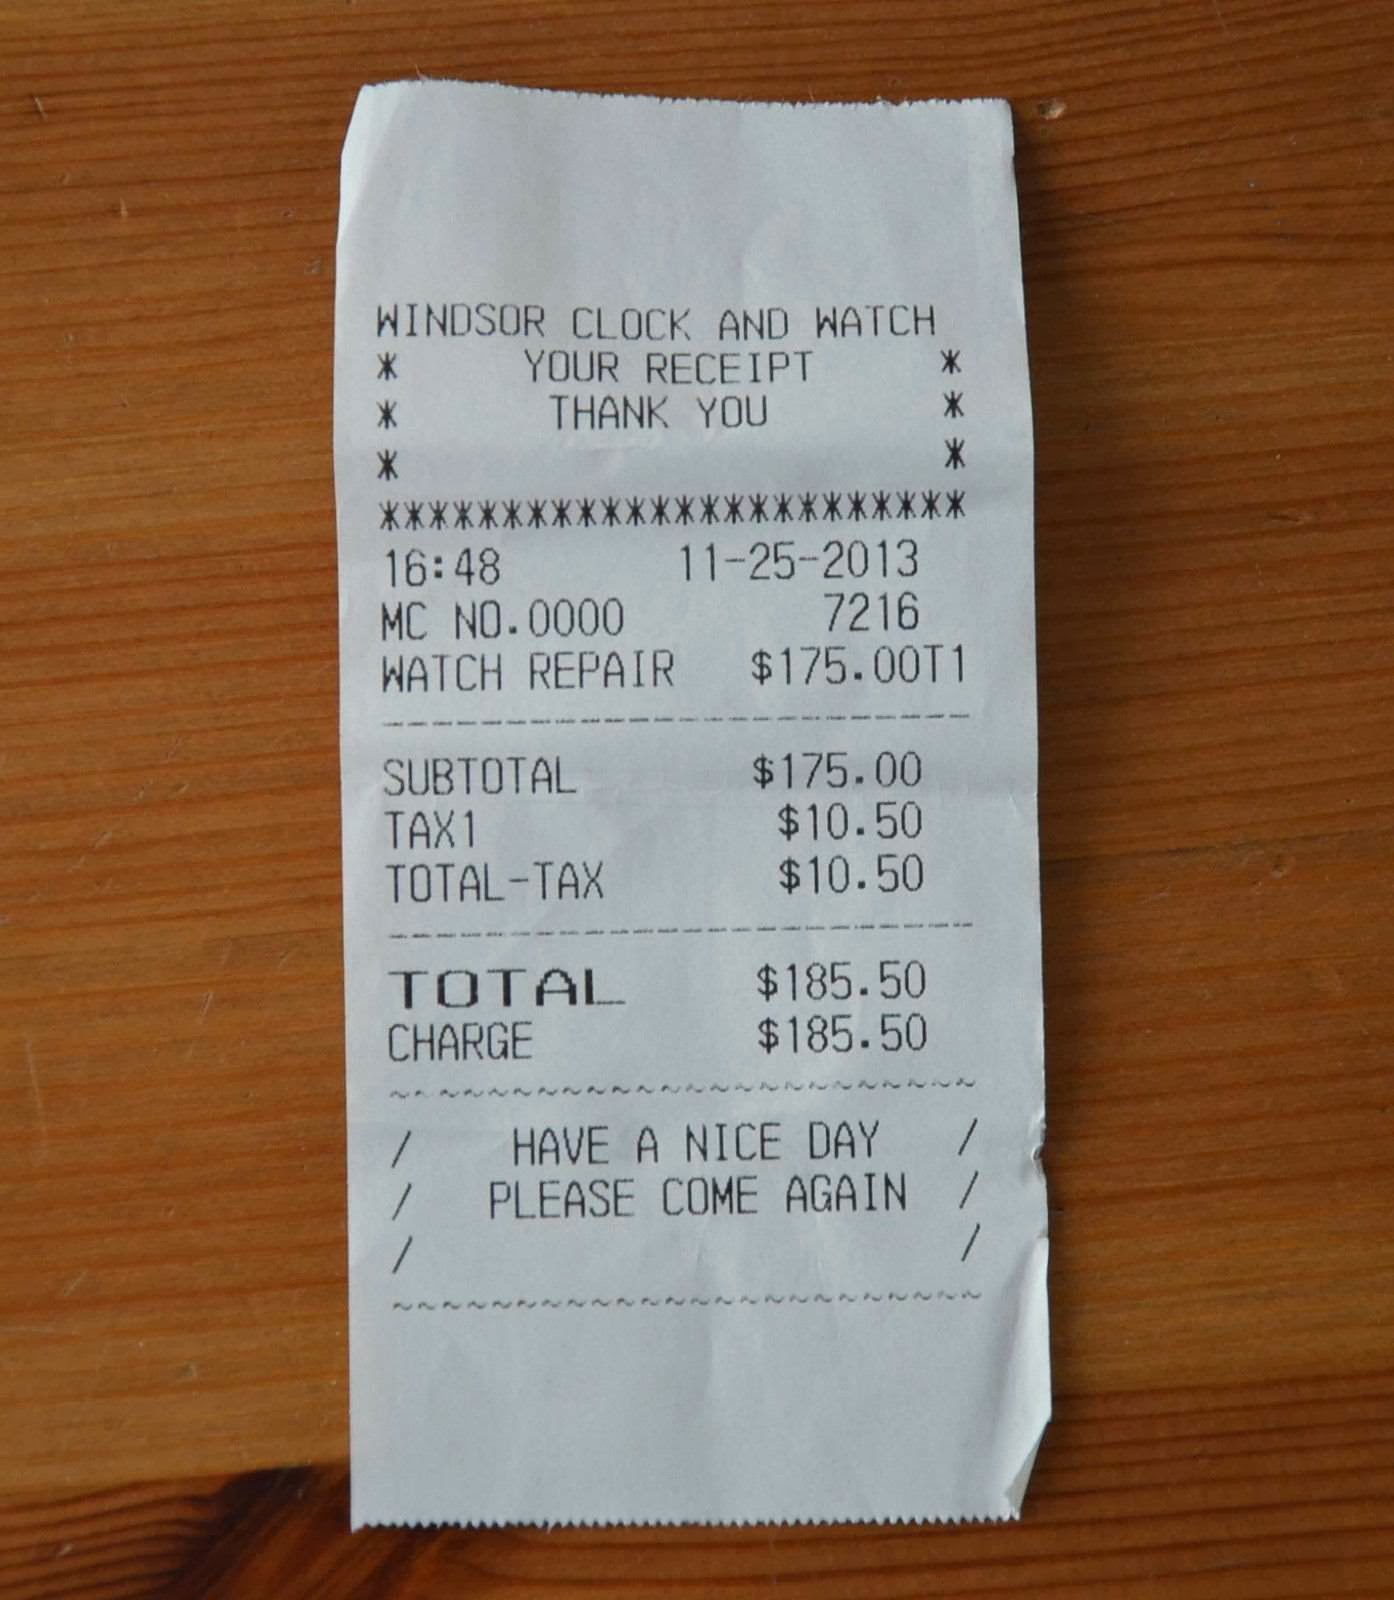 WINDSOR CLOCK AND WATCH
* YOUR RECEIPT *
* THANK YOU *
* *
************************
16:48 11-25-2013
MC NO.0000 7216
WATCH REPAIR $175.00T1
------------------------
SUBTOTAL $175.00
TAX1 $10.50
TOTAL-TAX $10.50
------------------------
TOTAL $185.50
CHARGE $185.50
~~~~~~~~~~~~~~~~~~~~~~~~
/ HAVE A NICE DAY /
/ PLEASE COME AGAIN /
/ /
~~~~~~~~~~~~~~~~~~~~~~~~